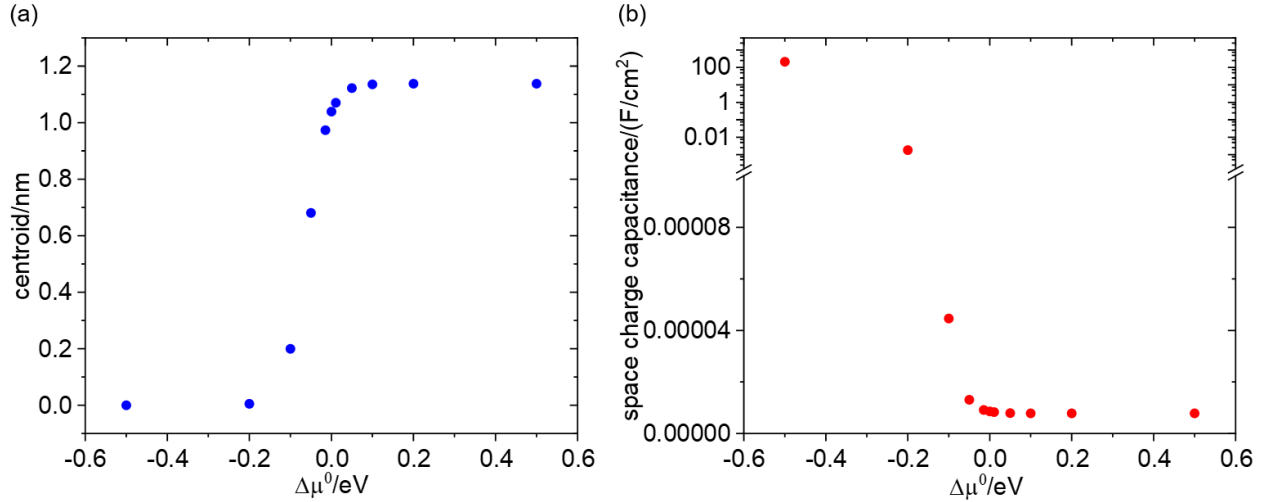 (a)
centroid/nm
1.2
1.0
0.8
0.6
0.4
0.2
0.0
-0.6 -0.4 -0.2 0.0 0.2 0.4 0.6
Δμ⁰/eV
(b)
space charge capacitance/(F/cm²)
100
1
0.01
0.00008
0.00004
0.00000
-0.6 -0.4 -0.2 0.0 0.2 0.4 0.6
Δμ⁰/eV